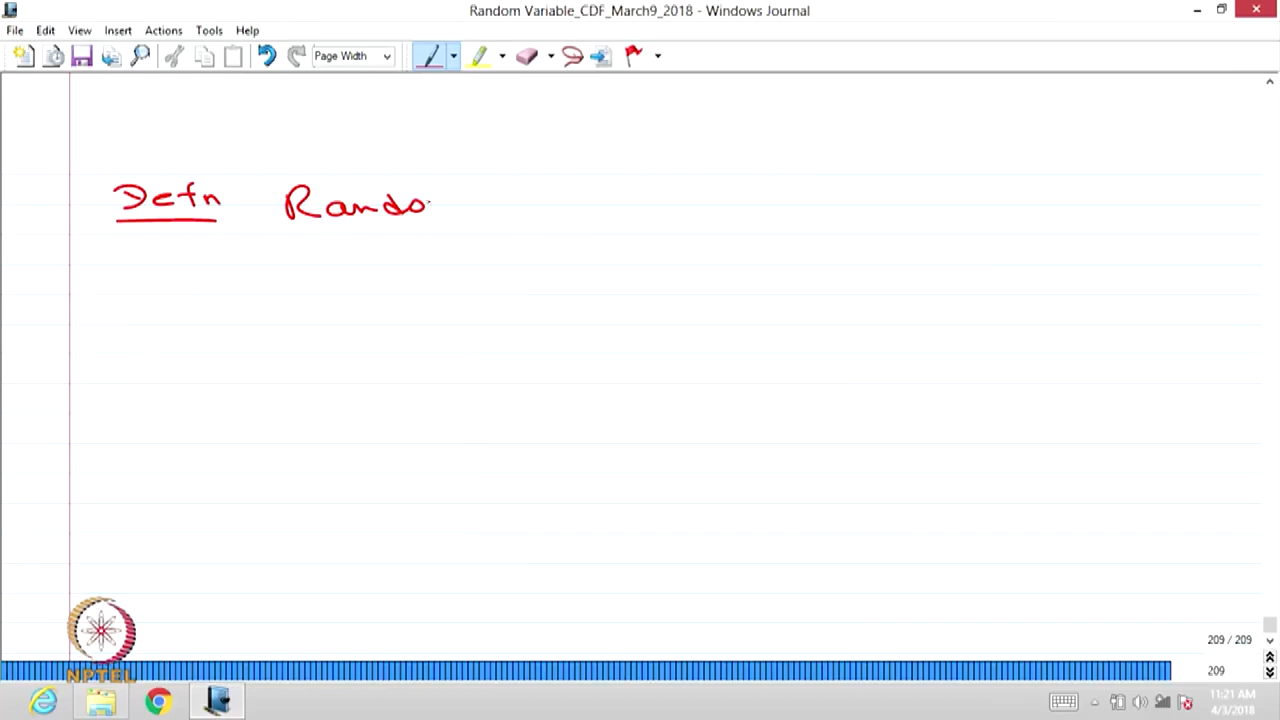 Random Variable_CDF_March9_2018 - Windows Journal
File Edit View Insert Actions Tools Help
Page Width
Defn Rando
209 / 209
209
NPTEL
11:21 AM
4/3/2018